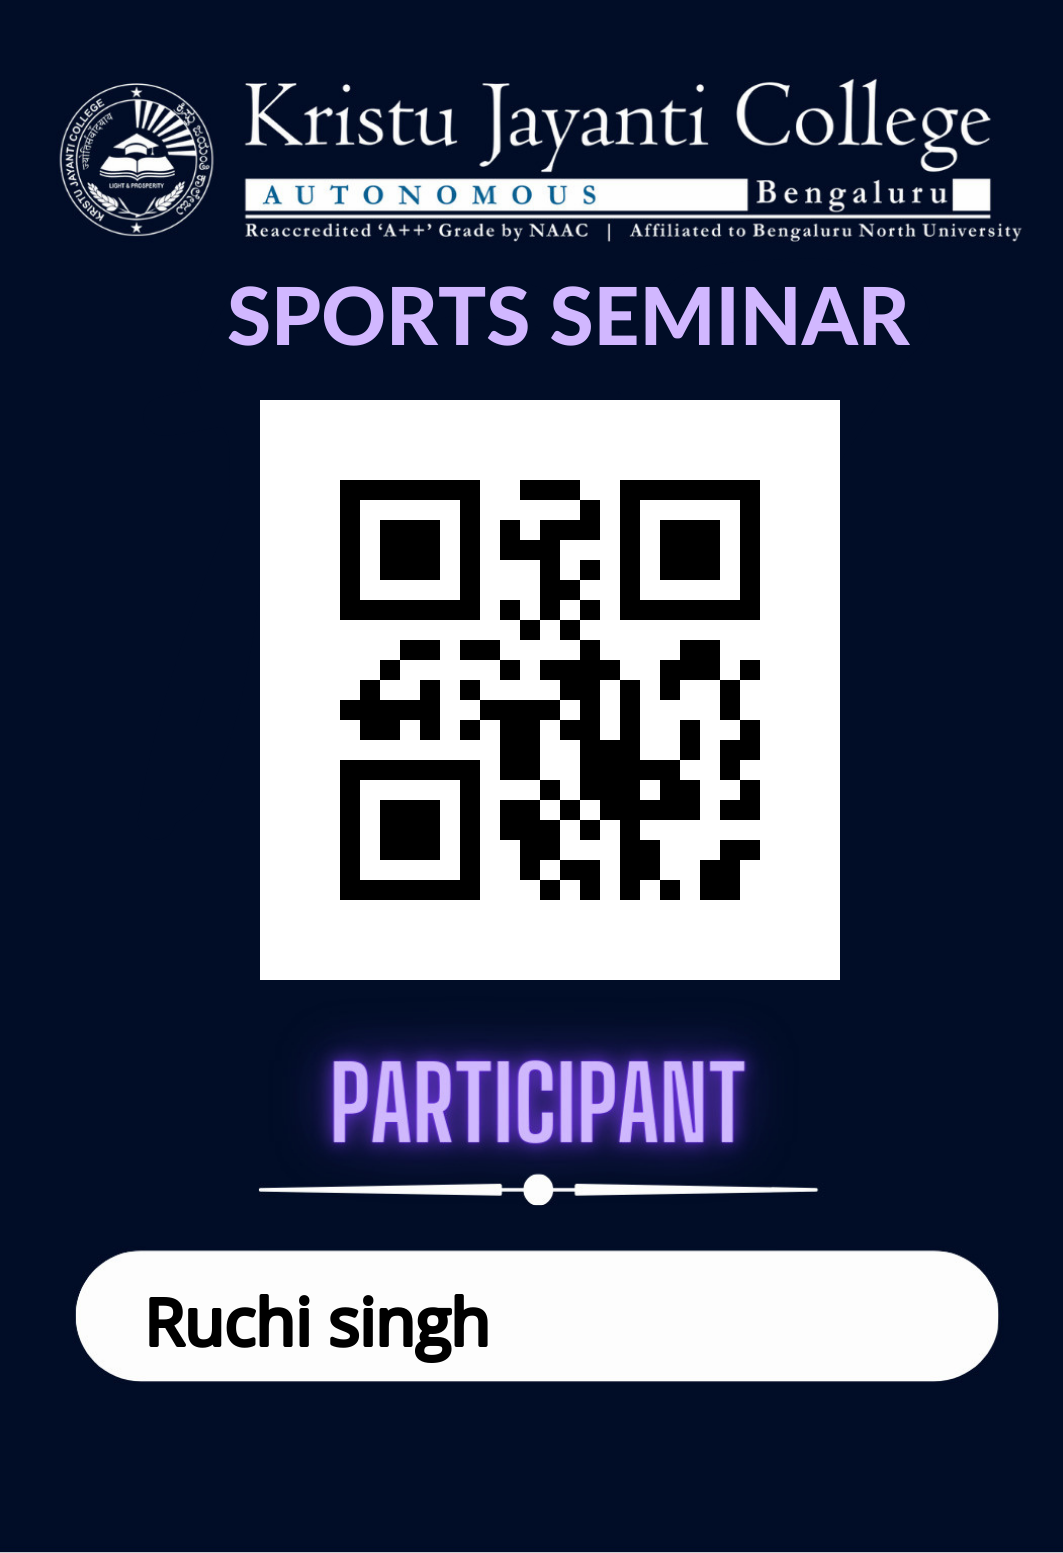 KRISTU JAYANTI COLLEGE
LIGHT & PROSPERITY
Kristu Jayanti College
AUTONOMOUS Bengaluru
Reaccredited ‘A++’ Grade by NAAC | Affiliated to Bengaluru North University
SPORTS SEMINAR
PARTICIPANT
Ruchi singh